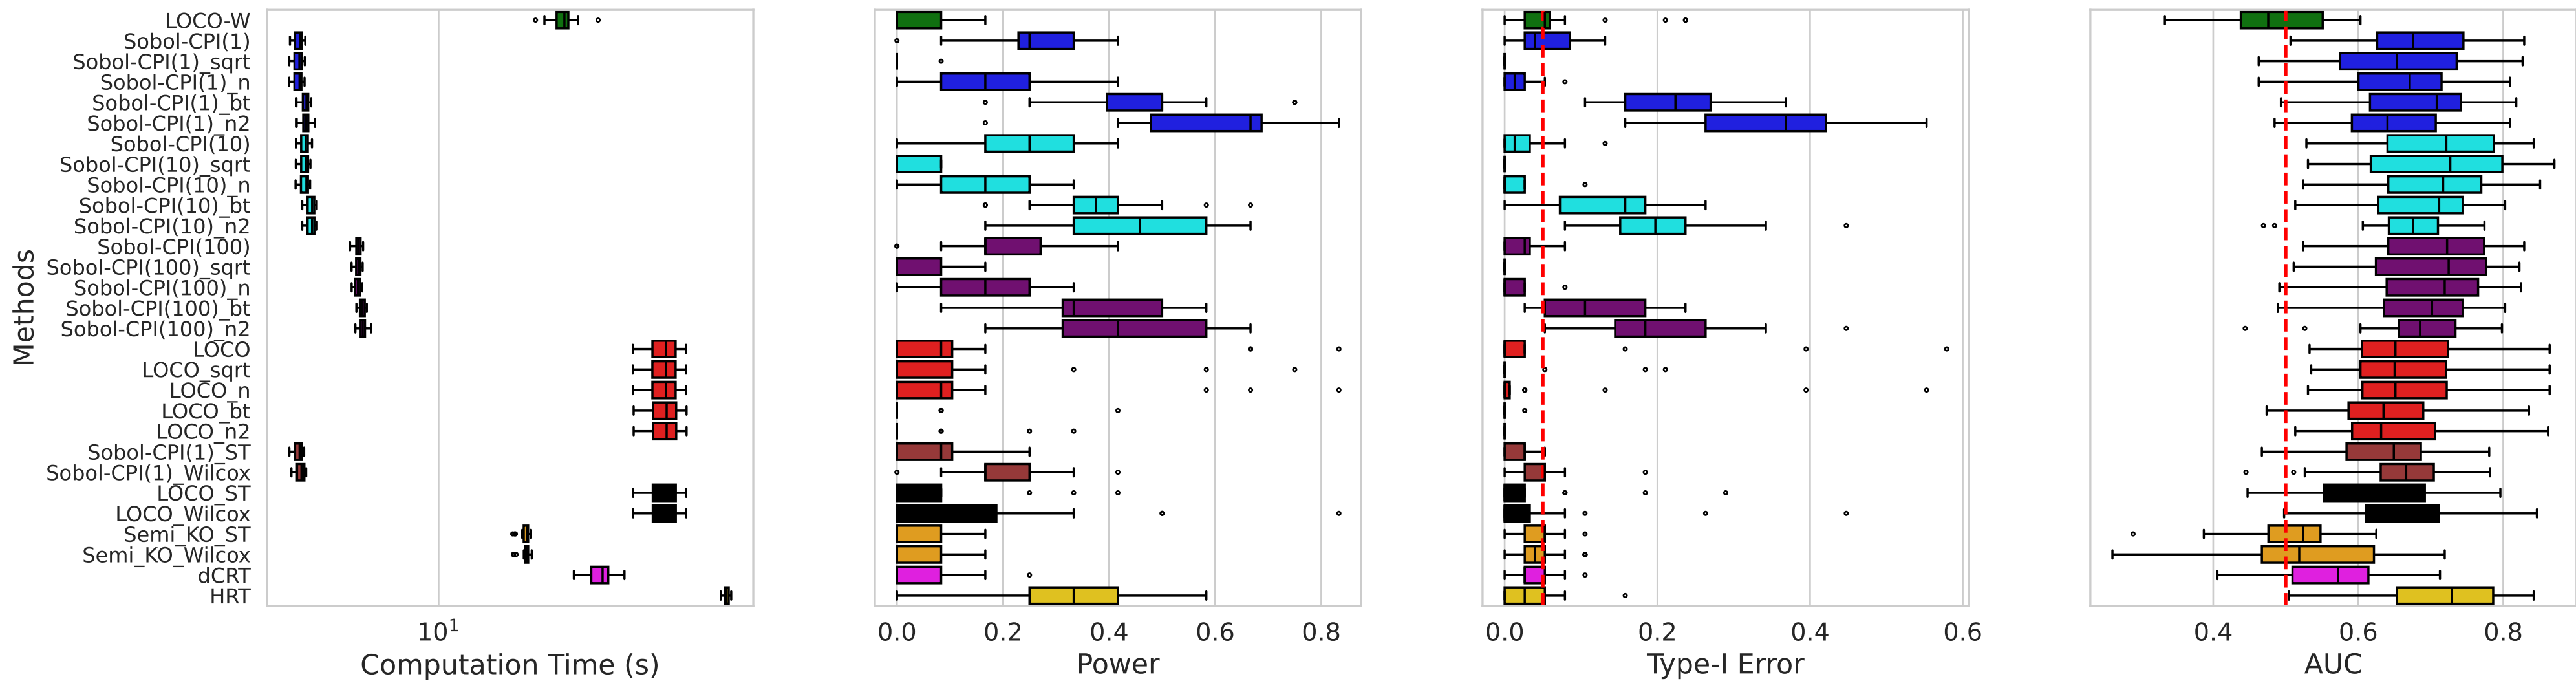 Methods
LOCO-W
Sobol-CPI(1)
Sobol-CPI(1)_sqrt
Sobol-CPI(1)_n
Sobol-CPI(1)_bt
Sobol-CPI(1)_n2
Sobol-CPI(10)
Sobol-CPI(10)_sqrt
Sobol-CPI(10)_n
Sobol-CPI(10)_bt
Sobol-CPI(10)_n2
Sobol-CPI(100)
Sobol-CPI(100)_sqrt
Sobol-CPI(100)_n
Sobol-CPI(100)_bt
Sobol-CPI(100)_n2
LOCO
LOCO_sqrt
LOCO_n
LOCO_bt
LOCO_n2
Sobol-CPI(1)_ST
Sobol-CPI(1)_Wilcox
LOCO_ST
LOCO_Wilcox
Semi_KO_ST
Semi_KO_Wilcox
dCRT
HRT
10¹
Computation Time (s)
0.0 0.2 0.4 0.6 0.8
Power
0.0 0.2 0.4 0.6
Type-I Error
0.4 0.6 0.8
AUC